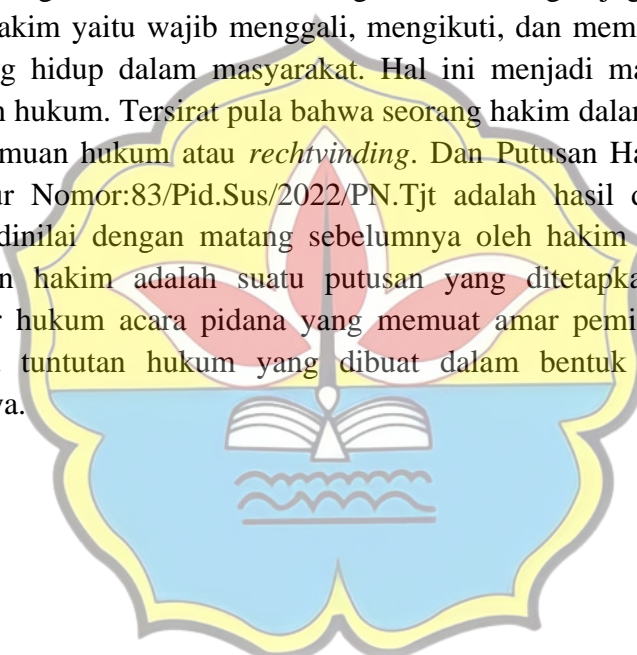 akim yaitu wajib menggali, mengikuti, dan mem
g hidup dalam masyarakat. Hal ini menjadi ma
n hukum. Tersirat pula bahwa seorang hakim dalam
muan hukum atau rechtvinding. Dan Putusan Ha
ur Nomor:83/Pid.Sus/2022/PN.Tjt adalah hasil d
dinilai dengan matang sebelumnya oleh hakim
n hakim adalah suatu putusan yang ditetapka
r hukum acara pidana yang memuat amar pemi
tuntutan hukum yang dibuat dalam bentuk
ya.